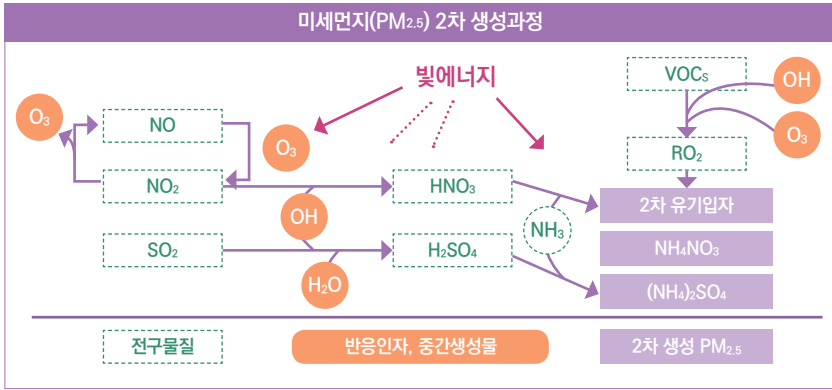 미세먼지(PM2.5) 2차 생성과정
빛에너지
VOCS
OH
O3
NO
O3
O3
RO2
NO2
HNO3
2차 유기입자
OH
NH3
NH4NO3
SO2
H2SO4
H2O
(NH4)2SO4
전구물질
반응인자, 중간생성물
2차 생성 PM2.5